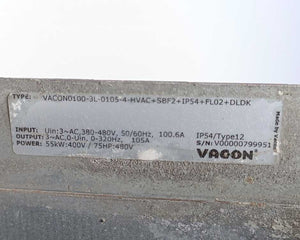 TYPE: VACON0100-3L-0105-4-HVAC+SBF2+IP54+FL02+DLDK
INPUT: Uin:3~AC,380-480V, 50/60Hz, 100.6A
OUTPUT: 3~AC,0-Uin, 0-320Hz, 105A
POWER: 55kW:400V / 75HP:480V
IP54/Type12
S/N:V00000799951
VACON
Made by Vacon